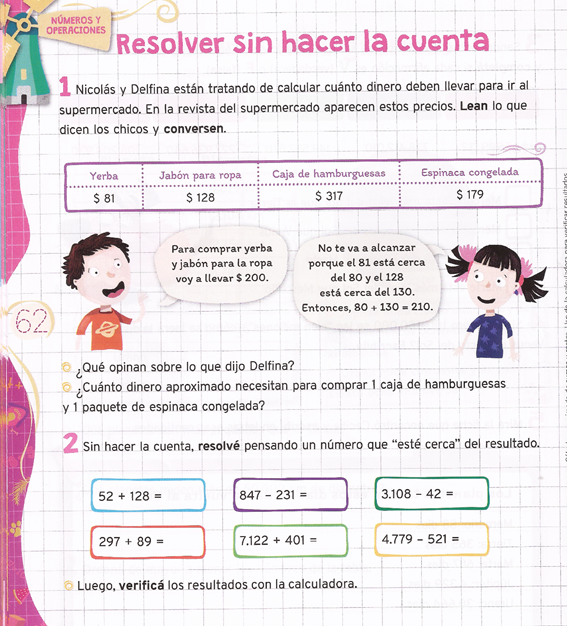 NÚMEROS Y
OPERACIONES
Resolver sin hacer la cuenta
1 Nicolás y Delfina están tratando de calcular cuánto dinero deben llevar para ir al
supermercado. En la revista del supermercado aparecen estos precios. Lean lo que
dicen los chicos y conversen.
Yerba Jabón para ropa Caja de hamburguesas Espinaca congelada
$ 81 $ 128 $ 317 $ 179
Para comprar yerba
y jabón para la ropa
voy a llevar $ 200.
No te va a alcanzar
porque el 81 está cerca
del 80 y el 128
está cerca del 130.
Entonces, 80 + 130 = 210.
62
¿Qué opinan sobre lo que dijo Delfina?
¿Cuánto dinero aproximado necesitan para comprar 1 caja de hamburguesas
y 1 paquete de espinaca congelada?
2 Sin hacer la cuenta, resolvé pensando un número que “esté cerca” del resultado.
52 + 128 = 847 - 231 = 3.108 - 42 =
297 + 89 = 7.122 + 401 = 4.779 - 521 =
Luego, verificá los resultados con la calculadora.